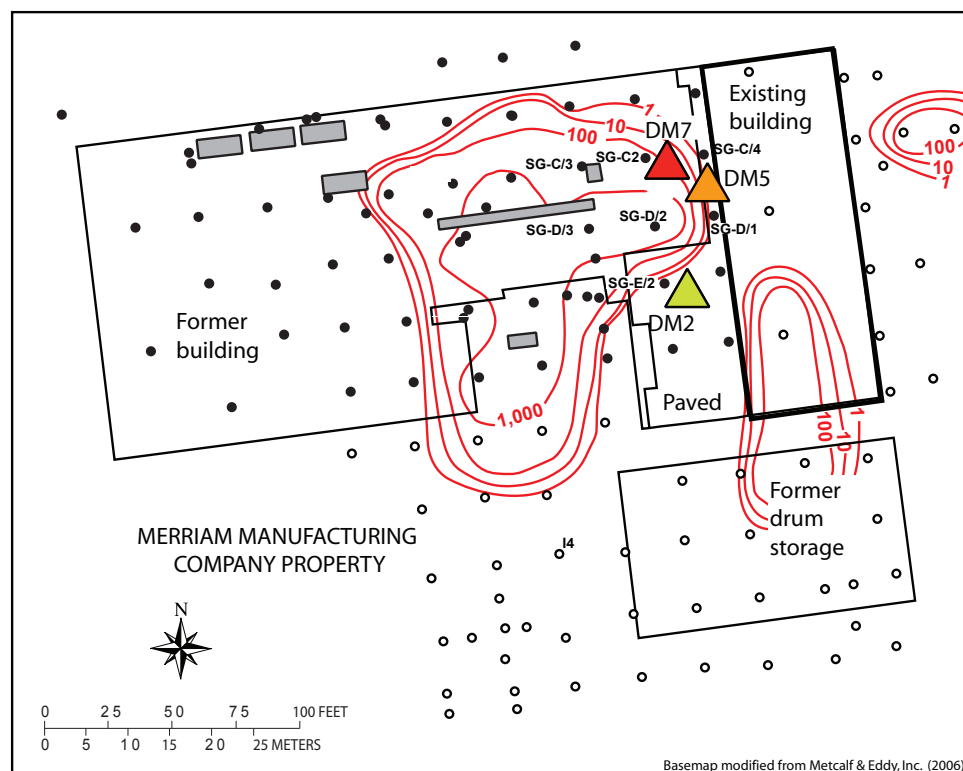 Existing
building
1
10
100
DM7
SG-C/4
SG-C/3
SG-C2
DM5
100
10
1
SG-D/2
SG-D/3
SG-D/1
SG-E/2
DM2
Former
building
Paved
1,000
1
10
100
Former
drum
storage
MERRIAM MANUFACTURING
COMPANY PROPERTY
I4
N
0 25 50 75 100 FEET
0 5 10 15 20 25 METERS
Basemap modified from Metcalf & Eddy, Inc. (2006)